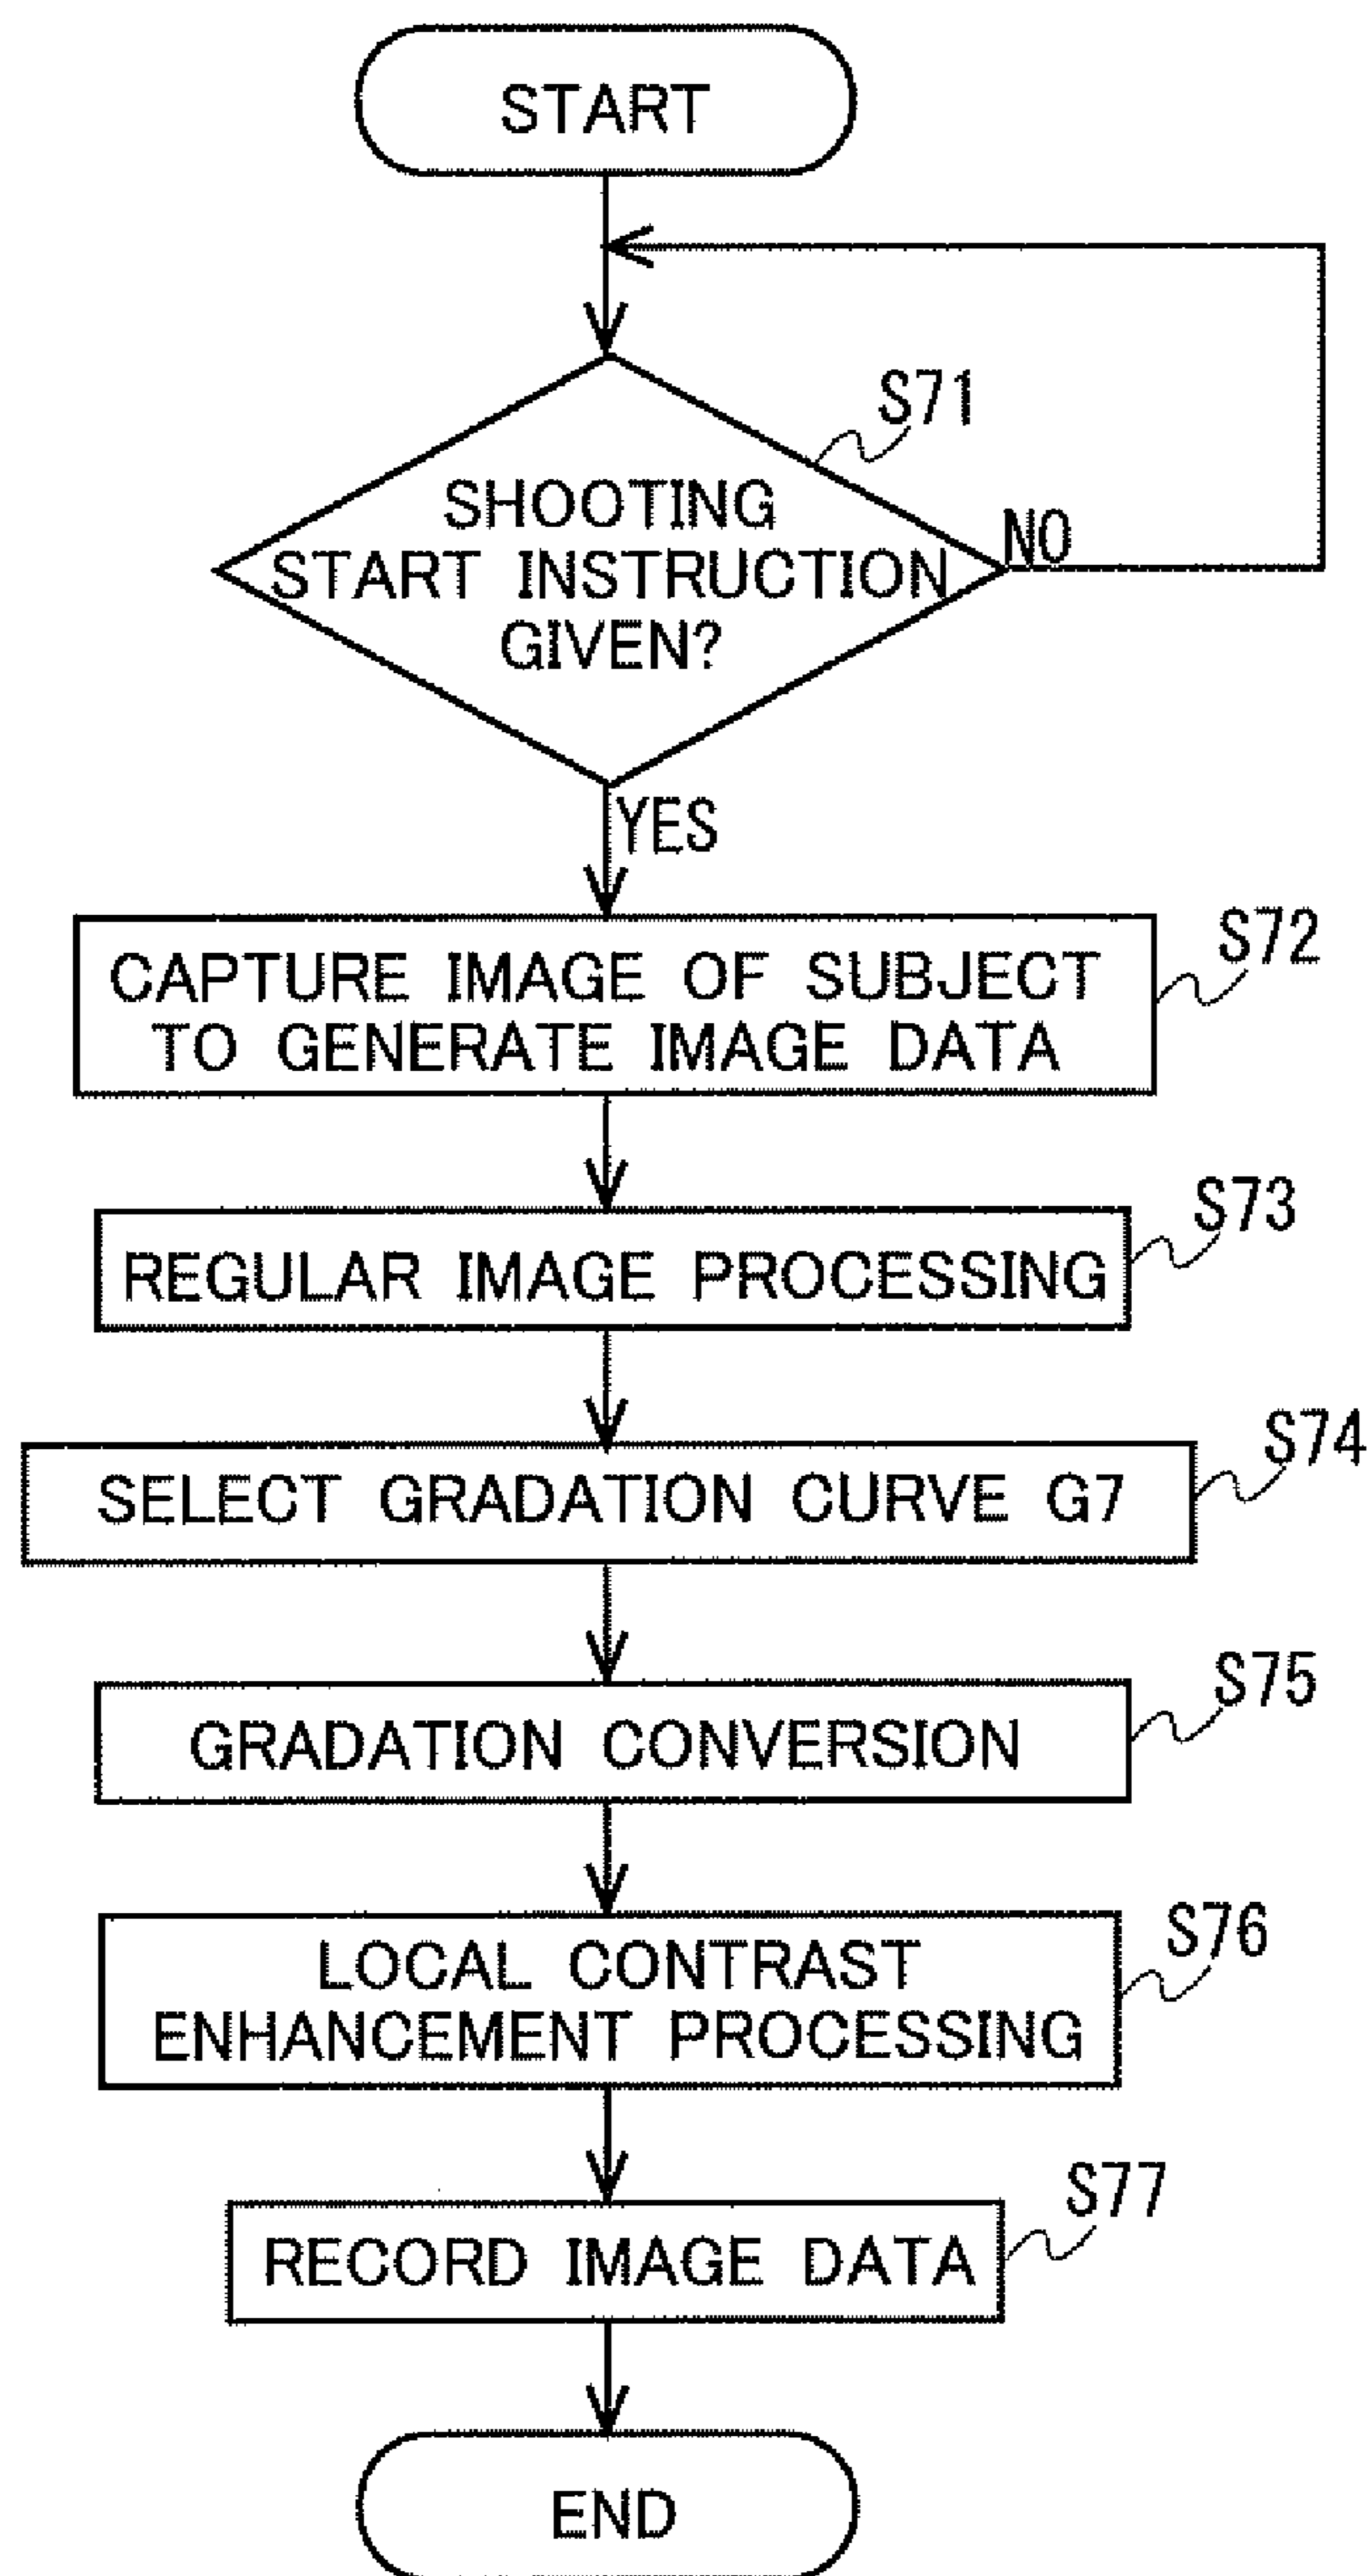 START
S71
SHOOTING
START INSTRUCTION
GIVEN?
NO
YES
S72
CAPTURE IMAGE OF SUBJECT
TO GENERATE IMAGE DATA
S73
REGULAR IMAGE PROCESSING
S74
SELECT GRADATION CURVE G7
S75
GRADATION CONVERSION
S76
LOCAL CONTRAST
ENHANCEMENT PROCESSING
S77
RECORD IMAGE DATA
END